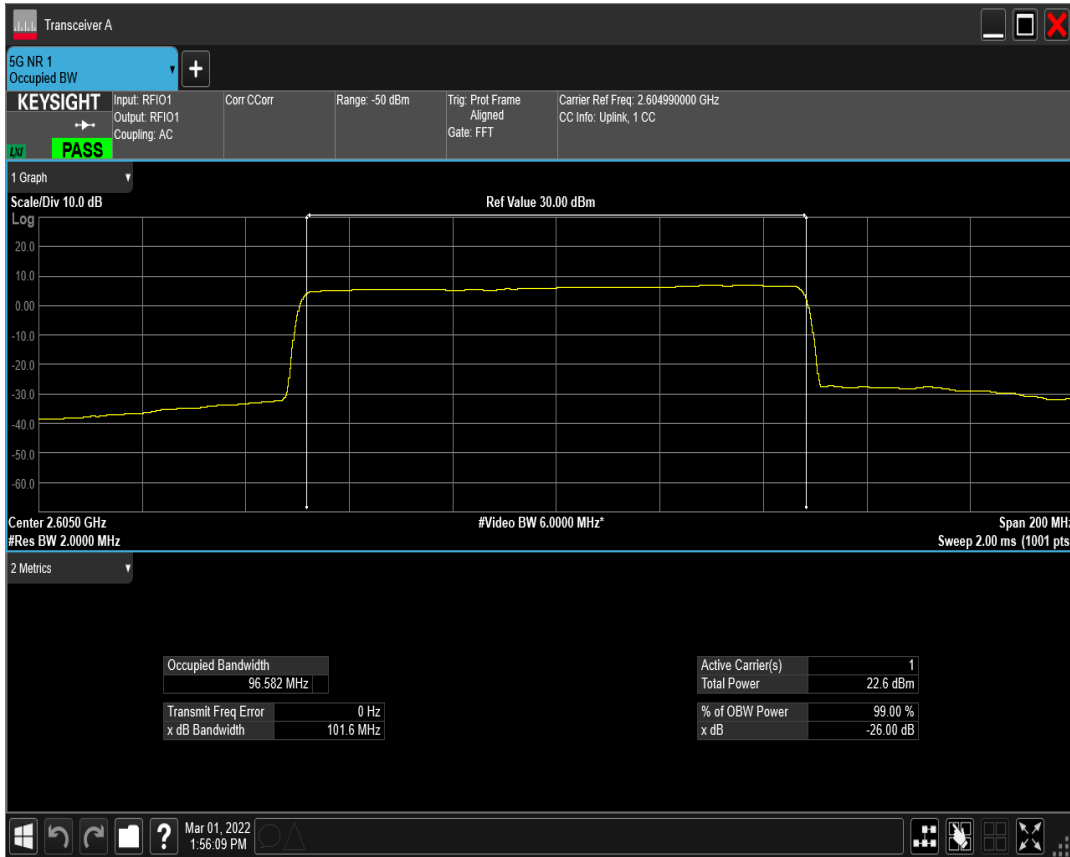 Transceiver A
5G NR 1
Occupied BW
+
KEYSIGHT
LXI
PASS
Input: RFIO1
Output: RFIO1
Coupling: AC
Corr CCorr
Range: -50 dBm
Trig: Prot Frame
Aligned
Gate: FFT
Carrier Ref Freq: 2.604990000 GHz
CC Info: Uplink, 1 CC
1 Graph
Scale/Div 10.0 dB
Ref Value 30.00 dBm
Log
20.0
10.0
0.00
-10.0
-20.0
-30.0
-40.0
-50.0
-60.0
Center 2.6050 GHz
#Video BW 6.0000 MHz*
Span 200 MHz
#Res BW 2.0000 MHz
Sweep 2.00 ms (1001 pts
2 Metrics
Occupied Bandwidth
96.582 MHz
Transmit Freq Error 0 Hz
x dB Bandwidth 101.6 MHz
Active Carrier(s) 1
Total Power 22.6 dBm
% of OBW Power 99.00 %
x dB -26.00 dB
?
Mar 01, 2022
1:56:09 PM